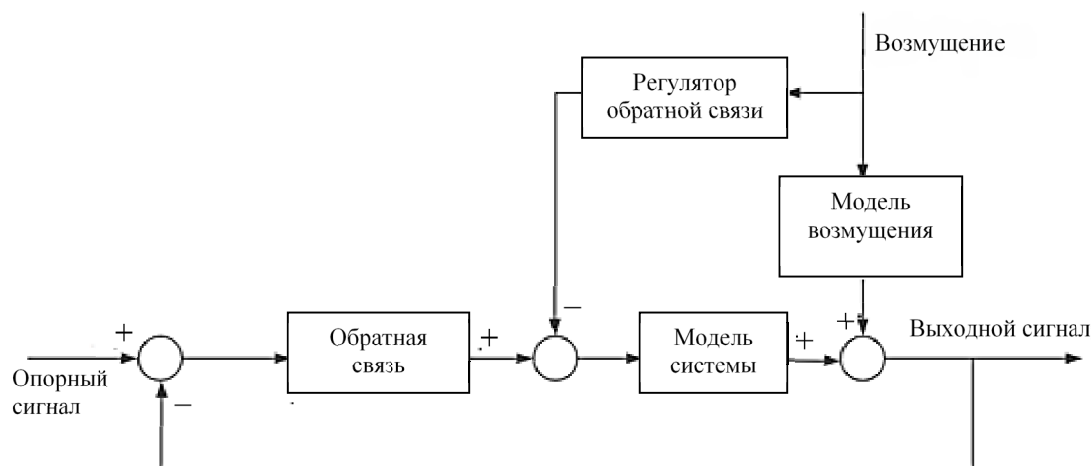 Возмущение
Регулятор
обратной связи
Модель
возмущения
+
−
+
Обратная
связь
+
Модель
системы
+
+
Выходной сигнал
Опорный
сигнал
−